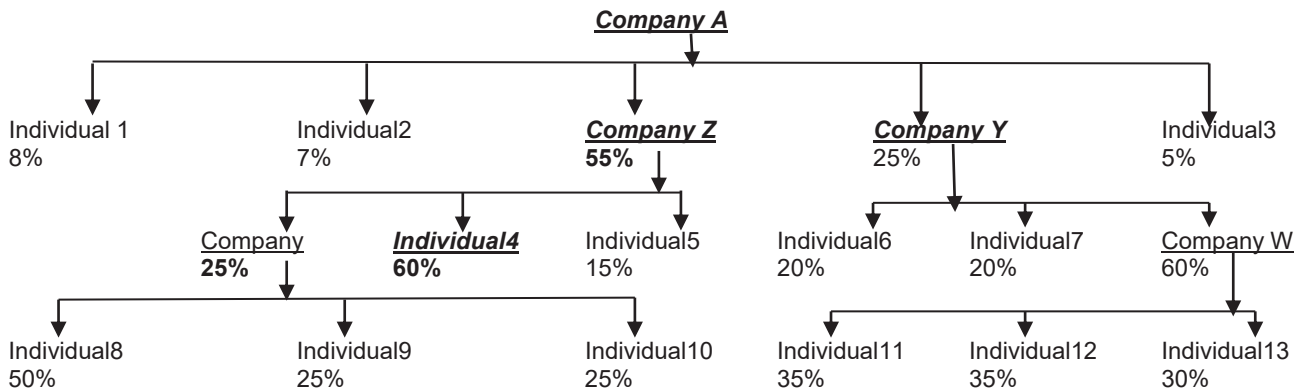 Company A
Individual 1 Individual2 Company Z Company Y Individual3
8% 7% 55% 25% 5%
Company Individual4 Individual5 Individual6 Individual7 Company W
25% 60% 15% 20% 20% 60%
Individual8 Individual9 Individual10 Individual11 Individual12 Individual13
50% 25% 25% 35% 35% 30%